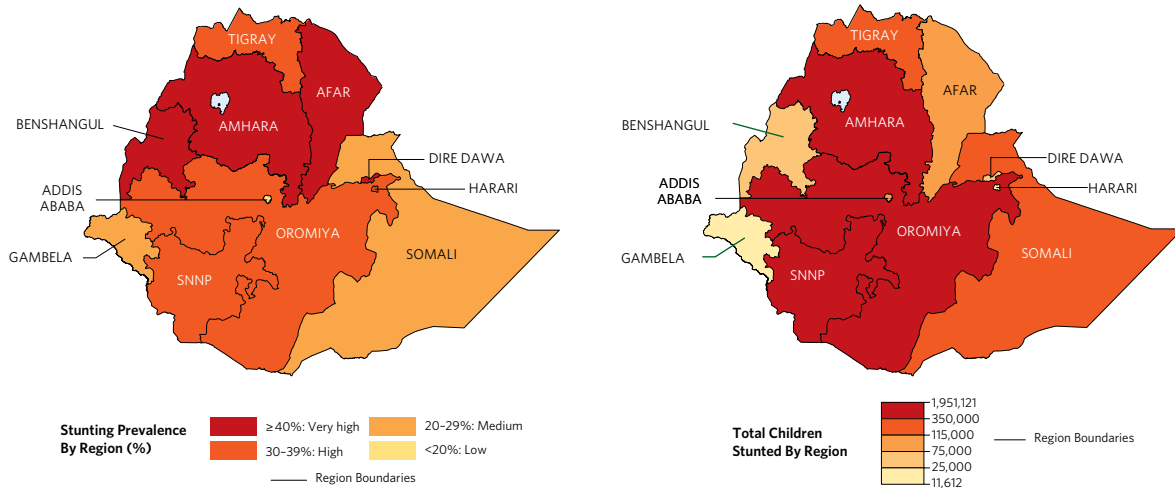 TIGRAY
AFAR
BENSHANGUL
AMHARA
DIRE DAWA
ADDIS
ABABA
HARARI
OROMIYA
GAMBELA
SOMALI
SNNP
Stunting Prevalence
By Region (%)
≥40%: Very high
20–29%: Medium
30–39%: High
<20%: Low
Region Boundaries
TIGRAY
AFAR
BENSHANGUL
AMHARA
DIRE DAWA
ADDIS
ABABA
HARARI
OROMIYA
GAMBELA
SOMALI
SNNP
Total Children
Stunted By Region
1,951,121
350,000
115,000
75,000
25,000
11,612
Region Boundaries